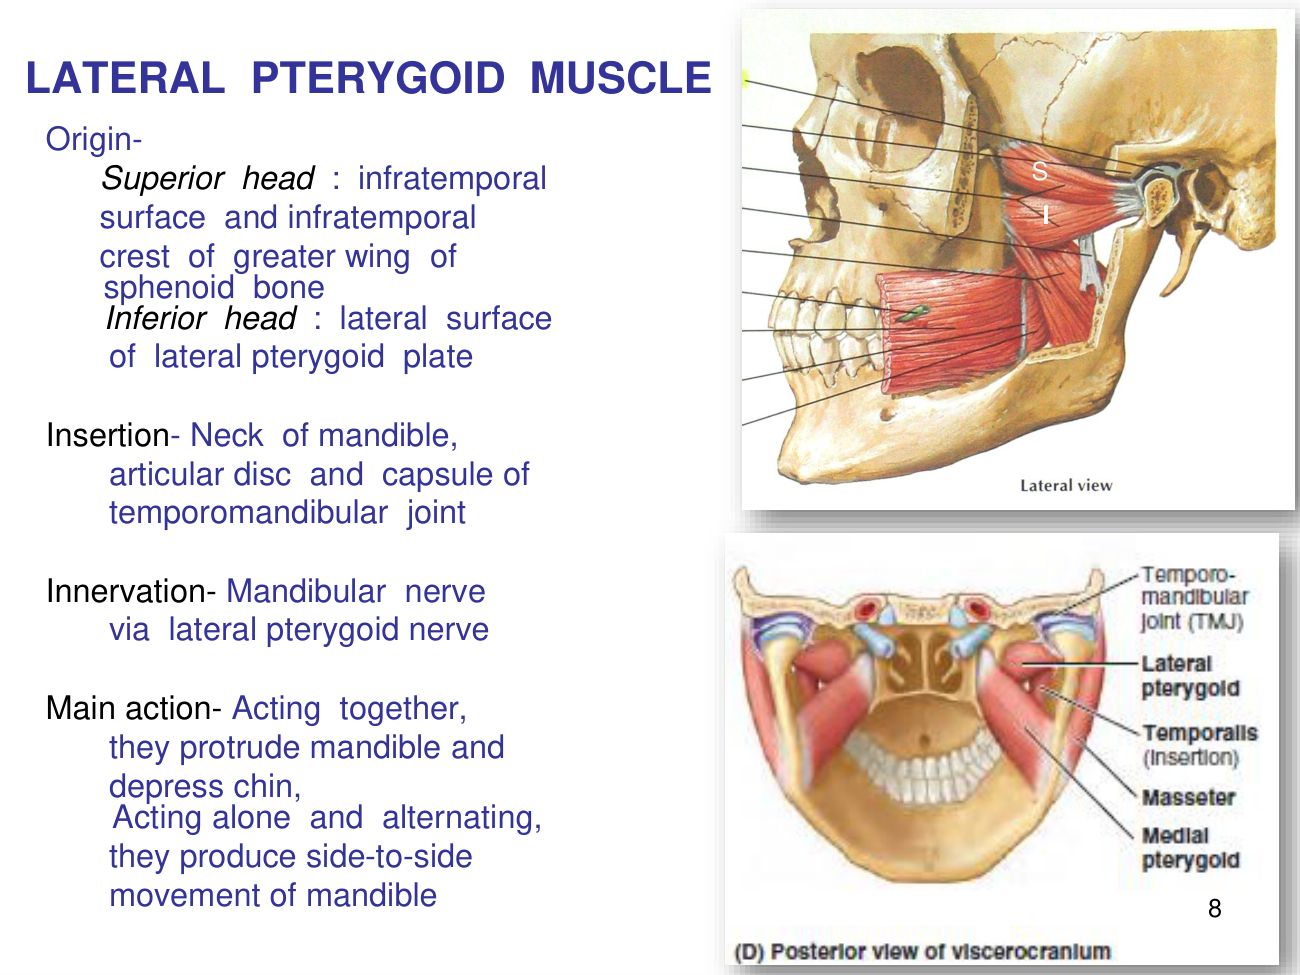 LATERAL PTERYGOID MUSCLE
Origin-
Superior head : infratemporal
surface and infratemporal
crest of greater wing of
sphenoid bone
Inferior head : lateral surface
of lateral pterygoid plate
Insertion- Neck of mandible,
articular disc and capsule of
temporomandibular joint
Innervation- Mandibular nerve
via lateral pterygoid nerve
Main action- Acting together,
they protrude mandible and
depress chin,
Acting alone and alternating,
they produce side-to-side
movement of mandible
S
I
Lateral view
Temporo-
mandibular
joint (TMJ)
Lateral
pterygoid
Temporalis
(insertion)
Masseter
Medial
pterygoid
8
(D) Posterior view of viscerocranium